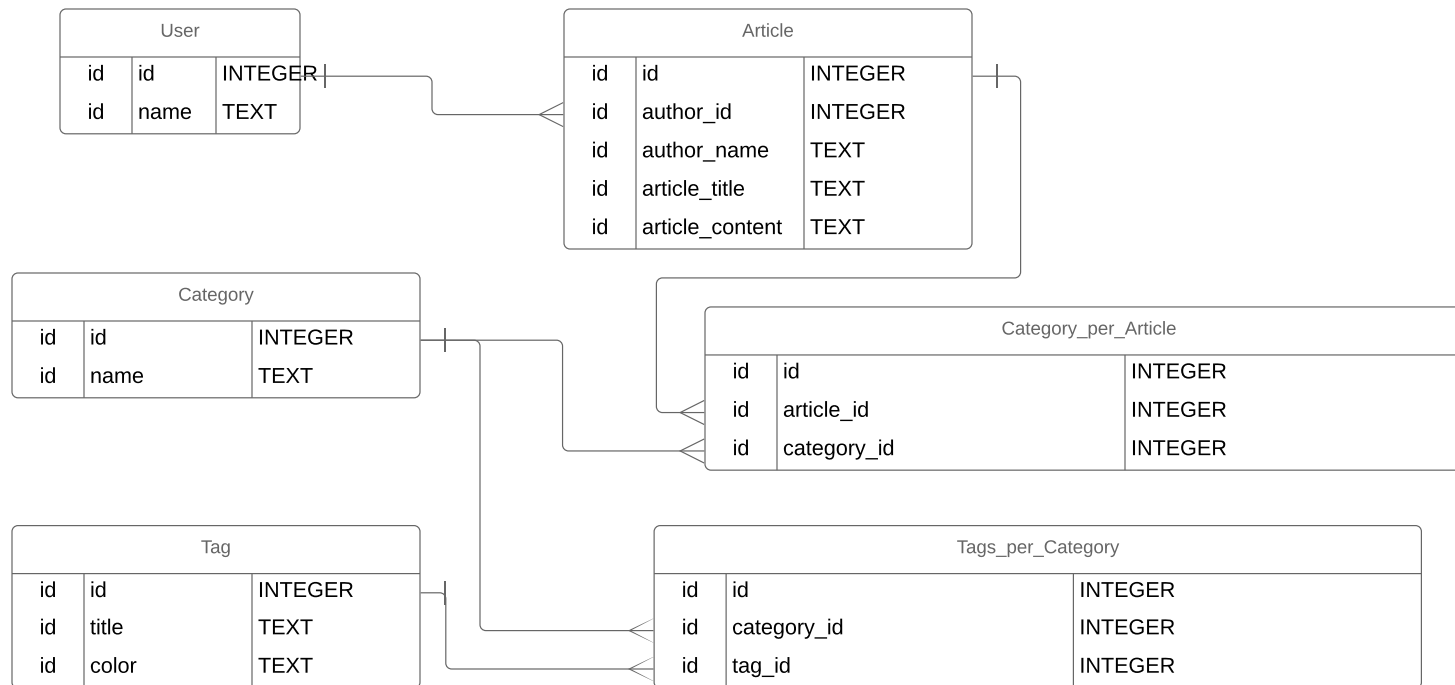 User
id id INTEGER
id name TEXT
Article
id id INTEGER
id author_id INTEGER
id author_name TEXT
id article_title TEXT
id article_content TEXT
Category
id id INTEGER
id name TEXT
Category_per_Article
id id INTEGER
id article_id INTEGER
id category_id INTEGER
Tag
id id INTEGER
id title TEXT
id color TEXT
Tags_per_Category
id id INTEGER
id category_id INTEGER
id tag_id INTEGER